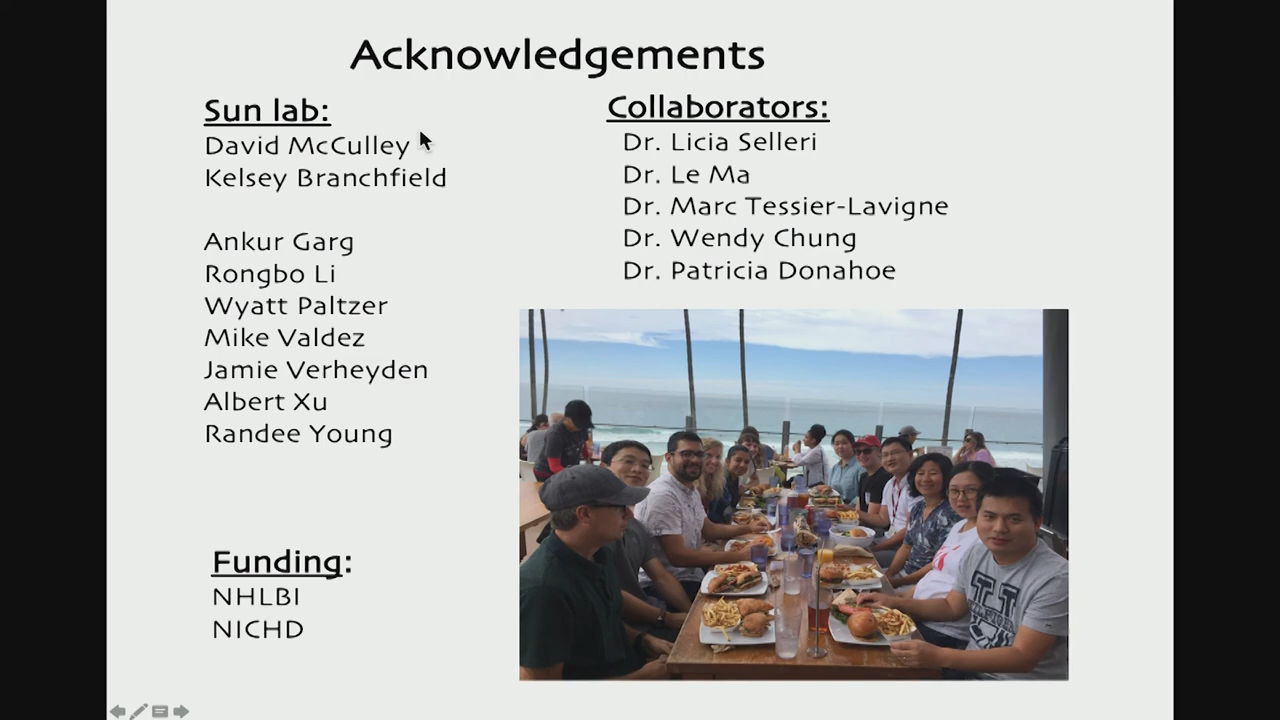 Acknowledgements
Sun lab:
David McCulley
Kelsey Branchfield
Ankur Garg
Rongbo Li
Wyatt Paltzer
Mike Valdez
Jamie Verheyden
Albert Xu
Randee Young
Funding:
NHLBI
NICHD
Collaborators:
Dr. Licia Selleri
Dr. Le Ma
Dr. Marc Tessier-Lavigne
Dr. Wendy Chung
Dr. Patricia Donahoe